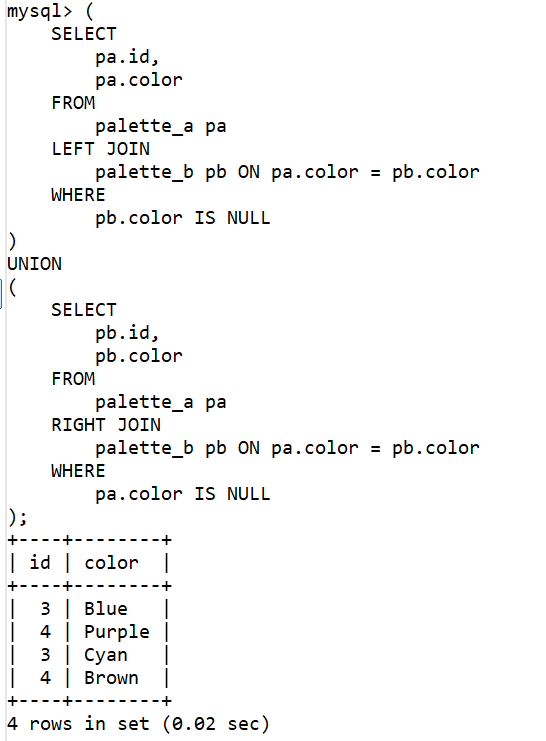 mysql> (
    SELECT
        pa.id,
        pa.color
    FROM
        palette_a pa
    LEFT JOIN
        palette_b pb ON pa.color = pb.color
    WHERE
        pb.color IS NULL
)
UNION
(
    SELECT
        pb.id,
        pb.color
    FROM
        palette_a pa
    RIGHT JOIN
        palette_b pb ON pa.color = pb.color
    WHERE
        pa.color IS NULL
);
+----+--------+
| id | color  |
+----+--------+
|  3 | Blue   |
|  4 | Purple |
|  3 | Cyan   |
|  4 | Brown  |
+----+--------+
4 rows in set (0.02 sec)